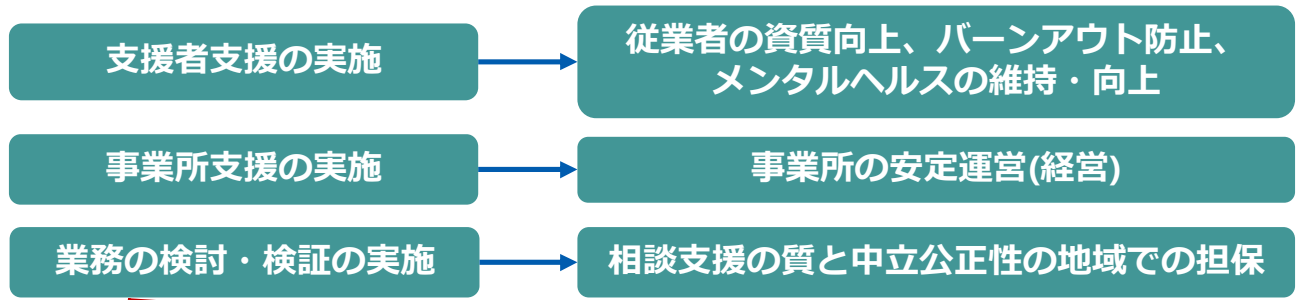 支援者支援の実施
従業者の資質向上、バーンアウト防止、
メンタルヘルスの維持・向上
事業所支援の実施
事業所の安定運営(経営)
業務の検討・検証の実施
相談支援の質と中立公正性の地域での担保